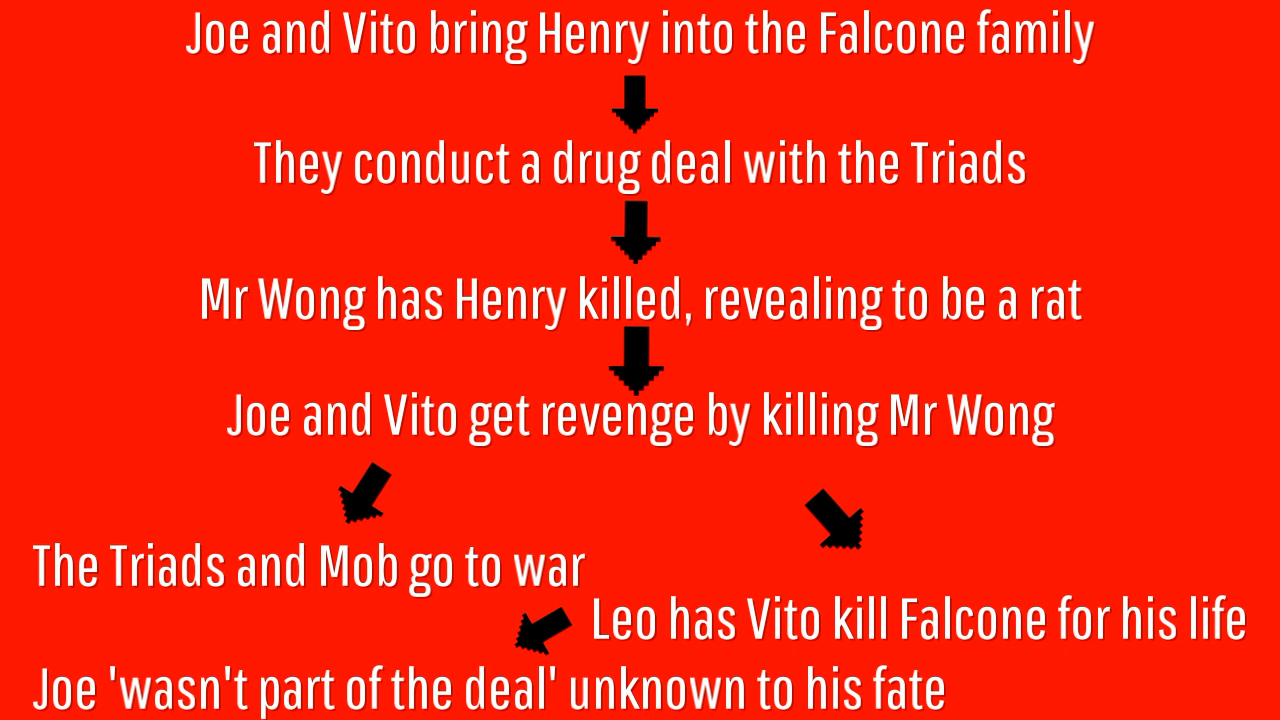 Joe and Vito bring Henry into the Falcone family
They conduct a drug deal with the Triads
Mr Wong has Henry killed, revealing to be a rat
Joe and Vito get revenge by killing Mr Wong
The Triads and Mob go to war
Leo has Vito kill Falcone for his life
Joe 'wasn't part of the deal' unknown to his fate